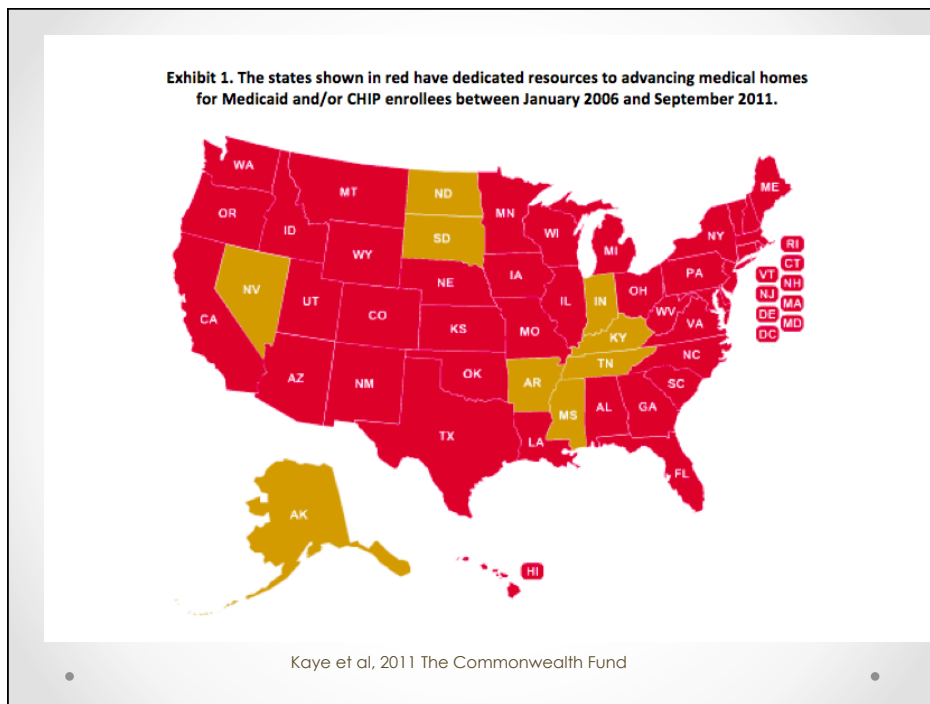 Exhibit 1. The states shown in red have dedicated resources to advancing medical homes
for Medicaid and/or CHIP enrollees between January 2006 and September 2011.
WA
MT
ND
MN
ME
OR
ID
SD
WI
MI
NY
WY
RI
CT
NV
NE
IA
PA
VT
NH
UT
IL
IN
OH
NJ
MA
CA
CO
KS
MO
WV
VA
DE
MD
KY
DC
AZ
NM
OK
AR
TN
NC
SC
TX
LA
MS
AL
GA
FL
AK
HI
Kaye et al, 2011 The Commonwealth Fund